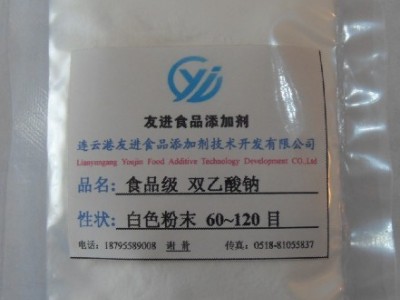 yj
友进食品添加剂
连云港友进食品添加剂技术开发有限公司
Lianyungang Youjin Food Additive Technology Development CO.,Ltd
品名: 食品级 双乙酸钠
性状: 白色粉末 60~120 目
电话: 18795589008 谢群 传真: 0518-81053837